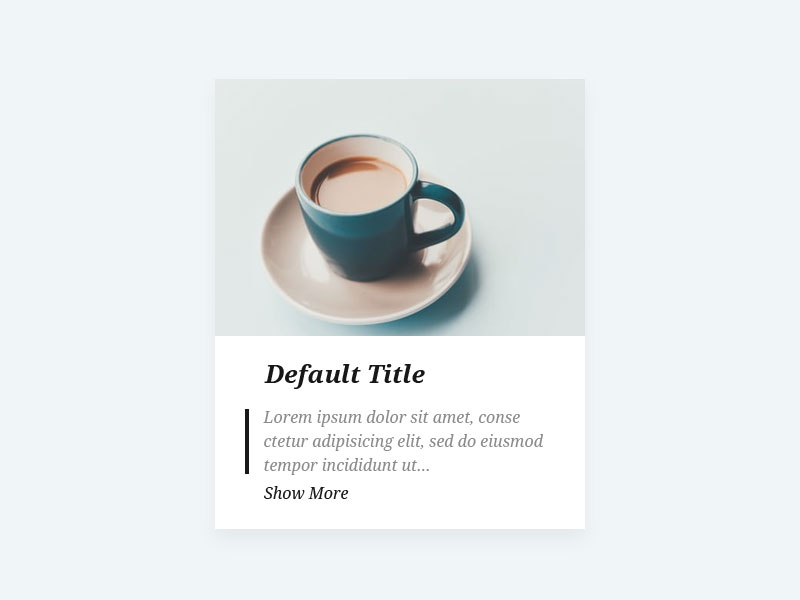 Default Title
Lorem ipsum dolor sit amet, conse
ctetur adipisicing elit, sed do eiusmod
tempor incididunt ut...
Show More